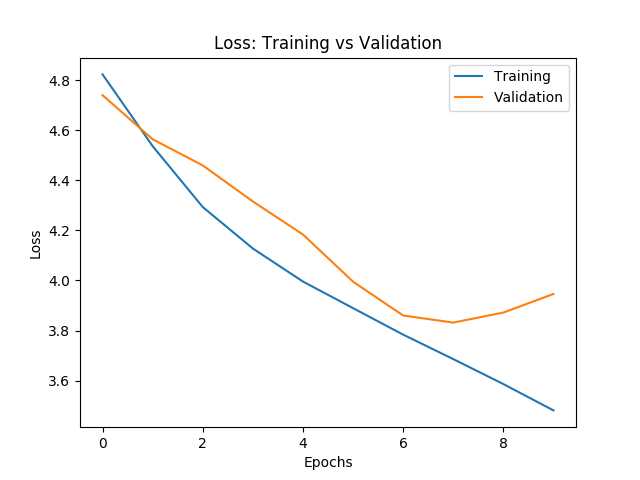 Loss: Training vs Validation
Training
Validation
4.8
4.6
4.4
4.2
4.0
3.8
3.6
Loss
0 2 4 6 8
Epochs